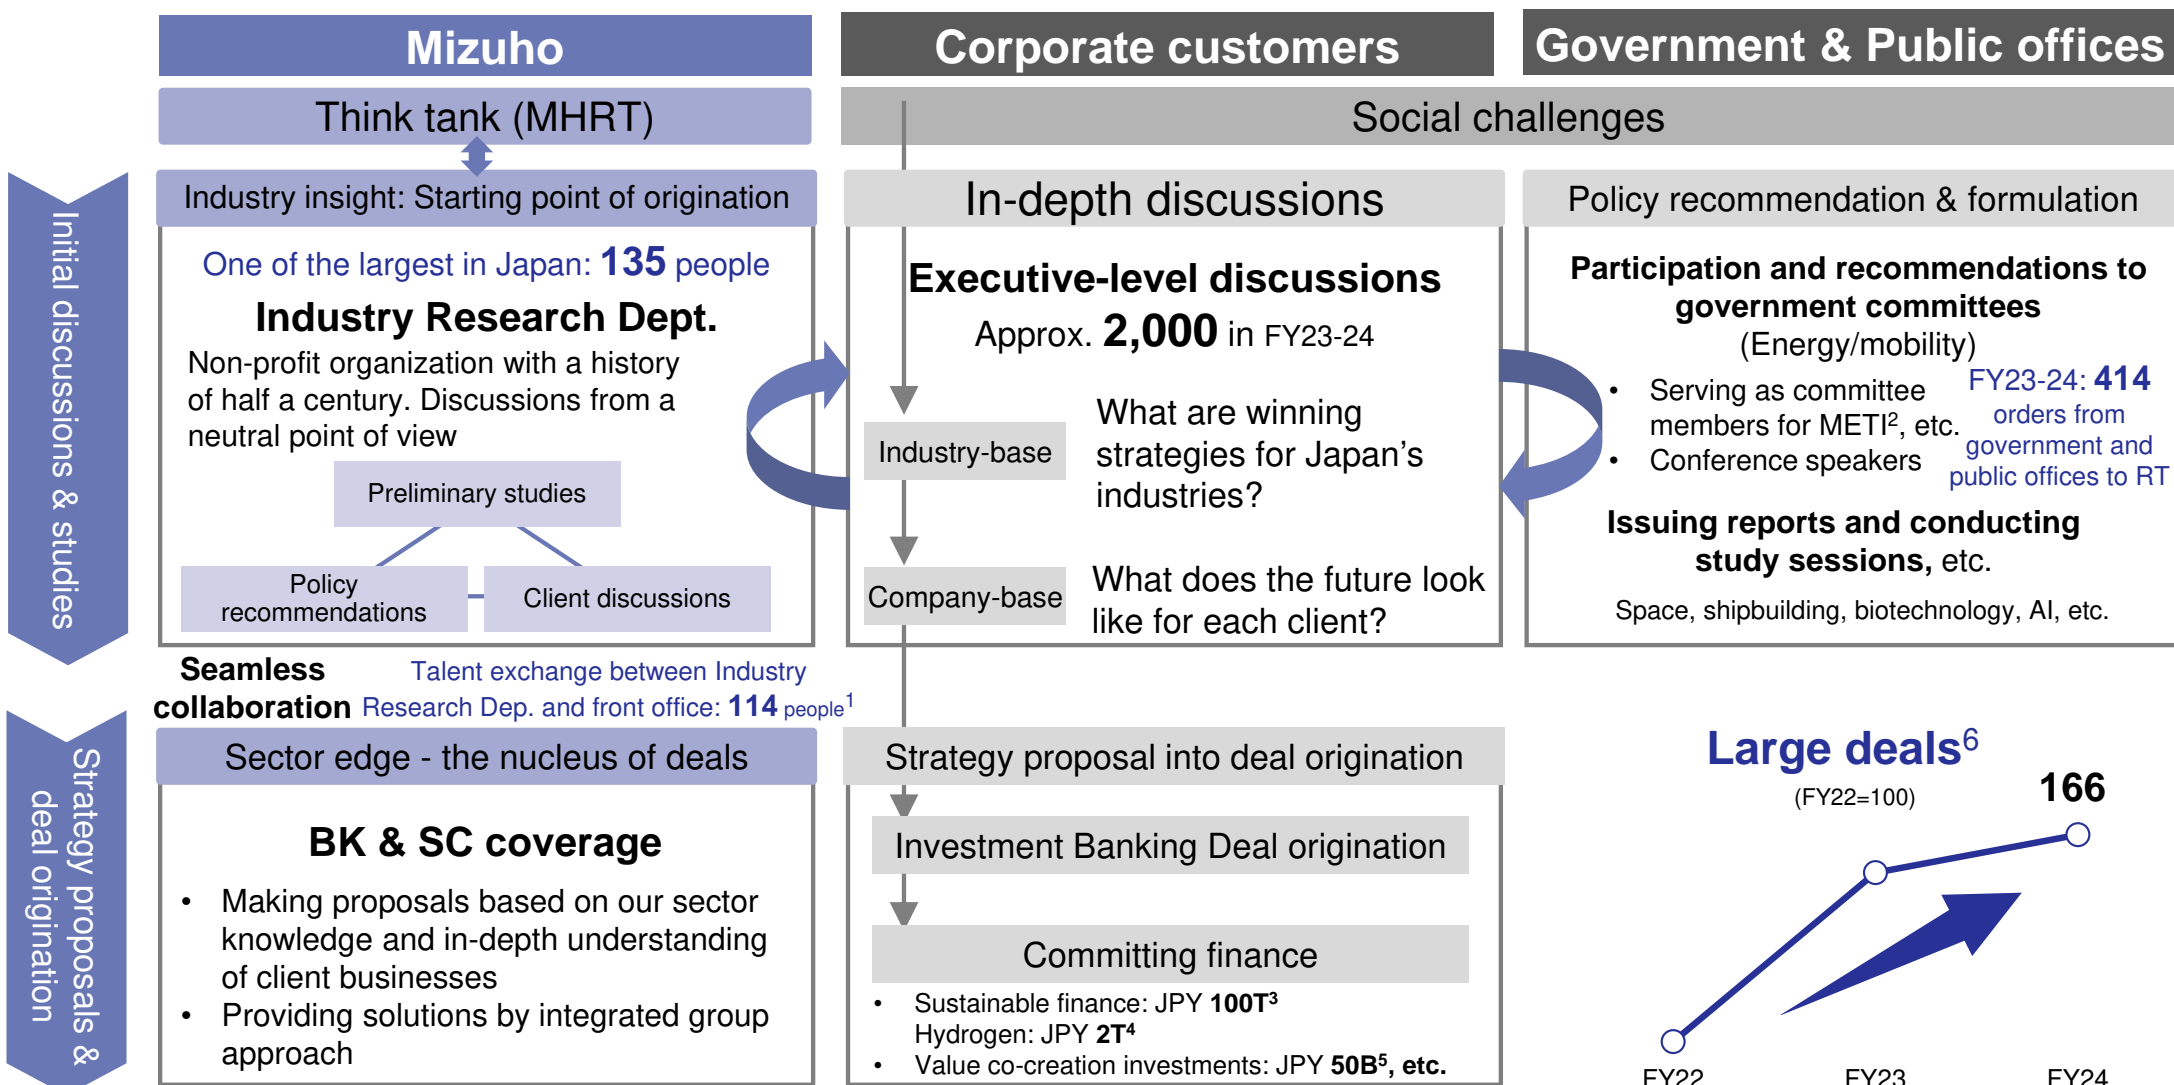 Mizuho
Corporate customers
Government & Public offices
Think tank (MHRT)
Social challenges
Initial discussions & studies
Industry insight: Starting point of origination
One of the largest in Japan: 135 people
Industry Research Dept.
Non-profit organization with a history
of half a century. Discussions from a
neutral point of view
Preliminary studies
Policy
recommendations
Client discussions
In-depth discussions
Executive-level discussions
Approx. 2,000 in FY23-24
Industry-base
What are winning
strategies for Japan's
industries?
Company-base
What does the future look
like for each client?
Policy recommendation & formulation
Participation and recommendations to
government committees
(Energy/mobility)
• Serving as committee
members for METI², etc.
• Conference speakers
FY23-24: 414
orders from
government and
public offices to RT
Issuing reports and conducting
study sessions, etc.
Space, shipbuilding, biotechnology, AI, etc.
Seamless
collaboration
Talent exchange between Industry
Research Dep. and front office: 114 people¹
Strategy proposals &
deal origination
Sector edge - the nucleus of deals
BK & SC coverage
• Making proposals based on our sector
knowledge and in-depth understanding
of client businesses
• Providing solutions by integrated group
approach
Strategy proposal into deal origination
Investment Banking Deal origination
Committing finance
• Sustainable finance: JPY 100T³
Hydrogen: JPY 2T⁴
• Value co-creation investments: JPY 50B⁵, etc.
Large deals⁶
(FY22=100)
166
FY22
FY23
FY24